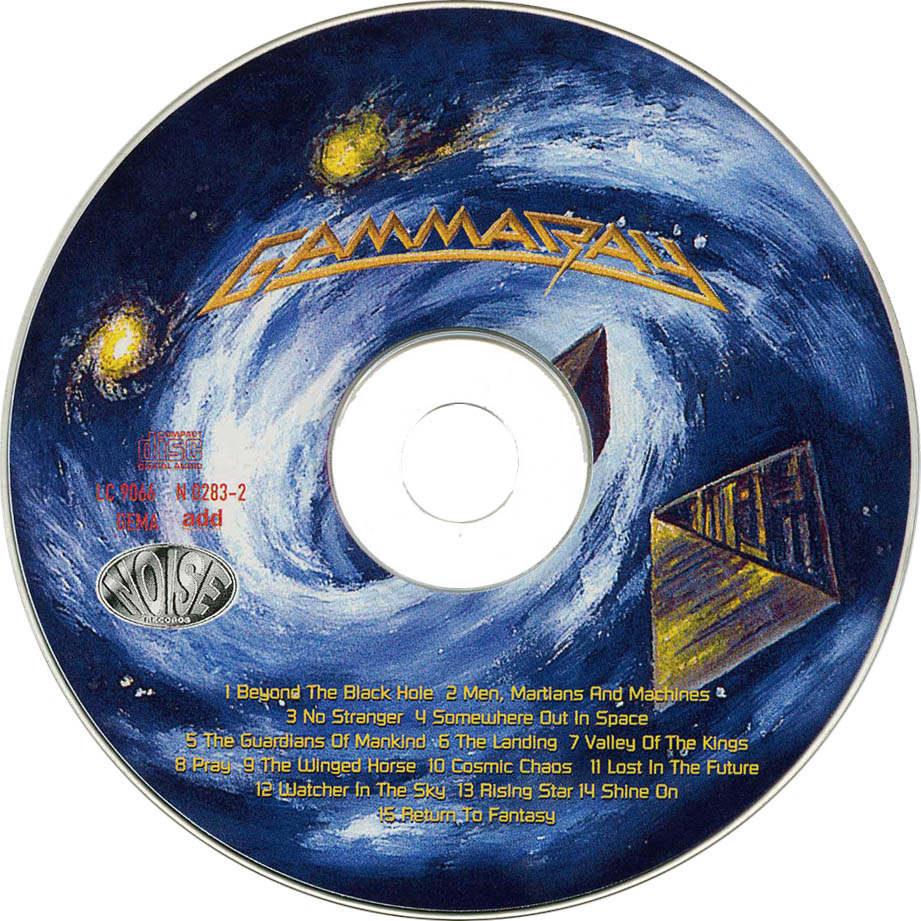 GAMMARAY
COMPACT
disc
DIGITAL AUDIO
LC 9066 N 0283-2
GEMA add
NOISE
RECORDS
1 Beyond The Black Hole 2 Men, Martians And Machines
3 No Stranger 4 Somewhere Out In Space
5 The Guardians Of Mankind 6 The Landing 7 Valley Of The Kings
8 Pray 9 The Winged Horse 10 Cosmic Chaos 11 Lost In The Future
12 Watcher In The Sky 13 Rising Star 14 Shine On
15 Return To Fantasy